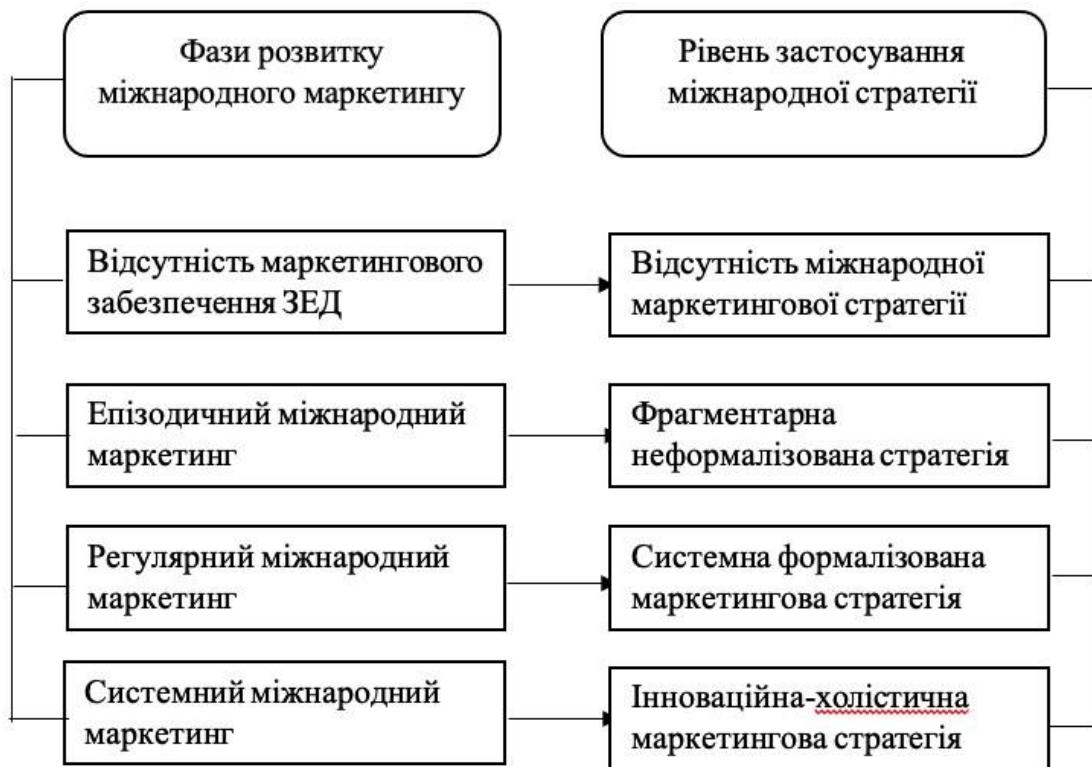 Фази розвитку
міжнародного маркетингу
Рівень застосування
міжнародної стратегії
Відсутність маркетингового
забезпечення ЗЕД
Відсутність міжнародної
маркетингової стратегії
Епізодичний міжнародний
маркетинг
Фрагментарна
неформалізована стратегія
Регулярний міжнародний
маркетинг
Системна формалізована
маркетингова стратегія
Системний міжнародний
маркетинг
Інноваційна-холістична
маркетингова стратегія